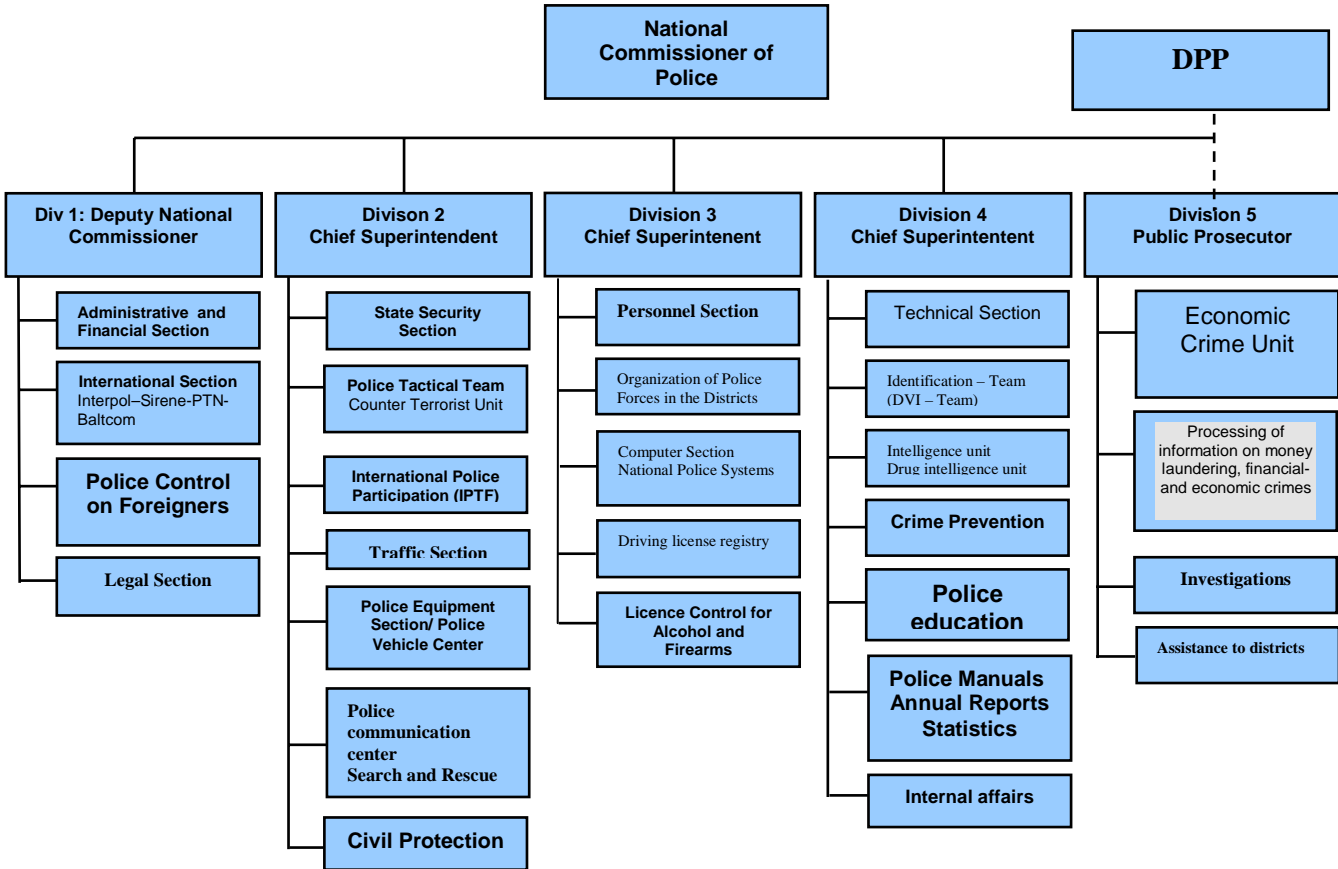 National
Commissioner of
Police
DPP
Div 1: Deputy National
Commissioner
Administrative and
Financial Section
International Section
Interpol–Sirene-PTN-
Baltcom
Police Control
on Foreigners
Legal Section
Divison 2
Chief Superintendent
State Security
Section
Police Tactical Team
Counter Terrorist Unit
International Police
Participation (IPTF)
Traffic Section
Police Equipment
Section/ Police
Vehicle Center
Police
communication
center
Search and Rescue
Civil Protection
Division 3
Chief Superintenent
Personnel Section
Organization of Police
Forces in the Districts
Computer Section
National Police Systems
Driving license registry
Licence Control for
Alcohol and
Firearms
Division 4
Chief Superintentent
Technical Section
Identification – Team
(DVI – Team)
Intelligence unit
Drug intelligence unit
Crime Prevention
Police
education
Police Manuals
Annual Reports
Statistics
Internal affairs
Division 5
Public Prosecutor
Economic
Crime Unit
Processing of
information on money
laundering, financial-
and economic crimes
Investigations
Assistance to districts